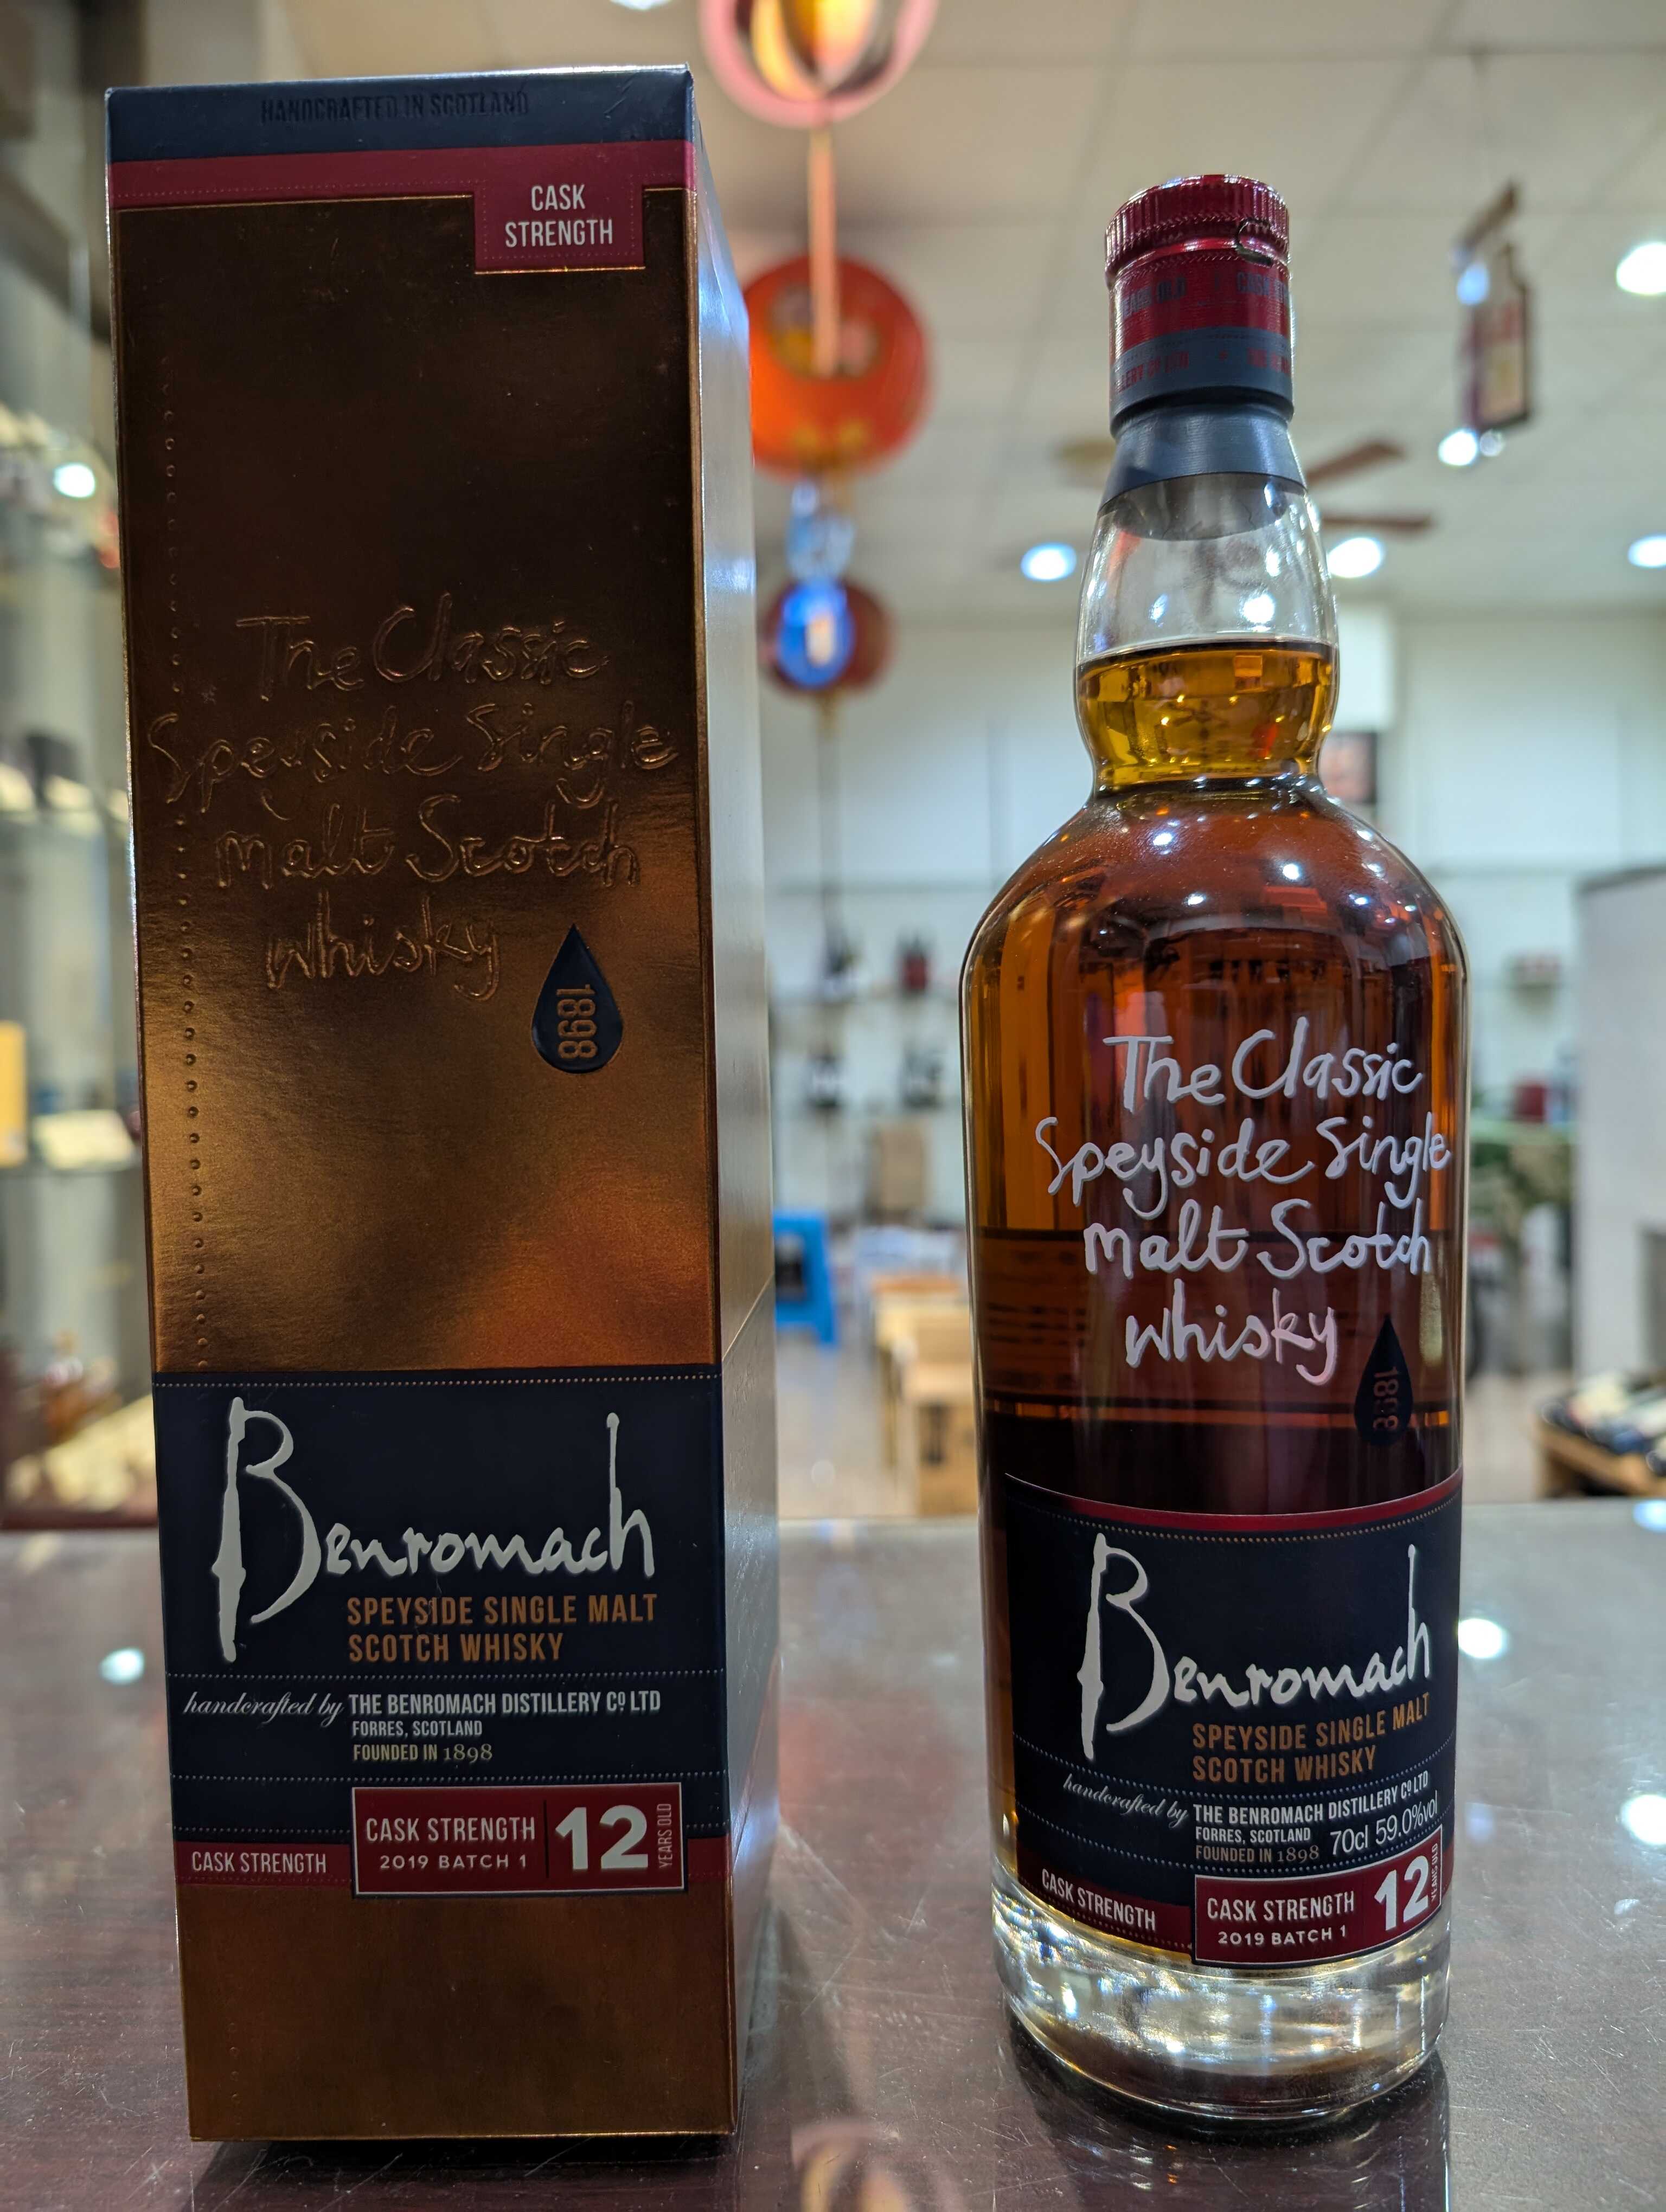 HANDCRAFTED IN SCOTLAND
CASK
STRENGTH
The Classic
Speyside Single
Malt Scotch
Whisky
1898
Benromach
SPEYSIDE SINGLE MALT
SCOTCH WHISKY
handcrafted by THE BENROMACH DISTILLERY Cº LTD
FORRES, SCOTLAND
FOUNDED IN 1898
CASK STRENGTH
CASK STRENGTH
2019 BATCH 1
12
YEARS OLD
YEARS OLD
The Classic
Speyside Single
Malt Scotch
Whisky
1898
Benromach
SPEYSIDE SINGLE MALT
SCOTCH WHISKY
handcrafted by THE BENROMACH DISTILLERY Cº LTD
FORRES, SCOTLAND
FOUNDED IN 1898
70cl 59.0%vol
CASK STRENGTH
CASK STRENGTH
2019 BATCH 1
12
YEARS OLD